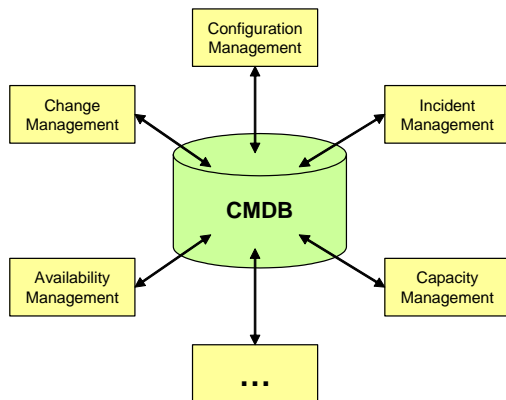 Configuration
Management
Change
Management
Incident
Management
CMDB
Availability
Management
Capacity
Management
...